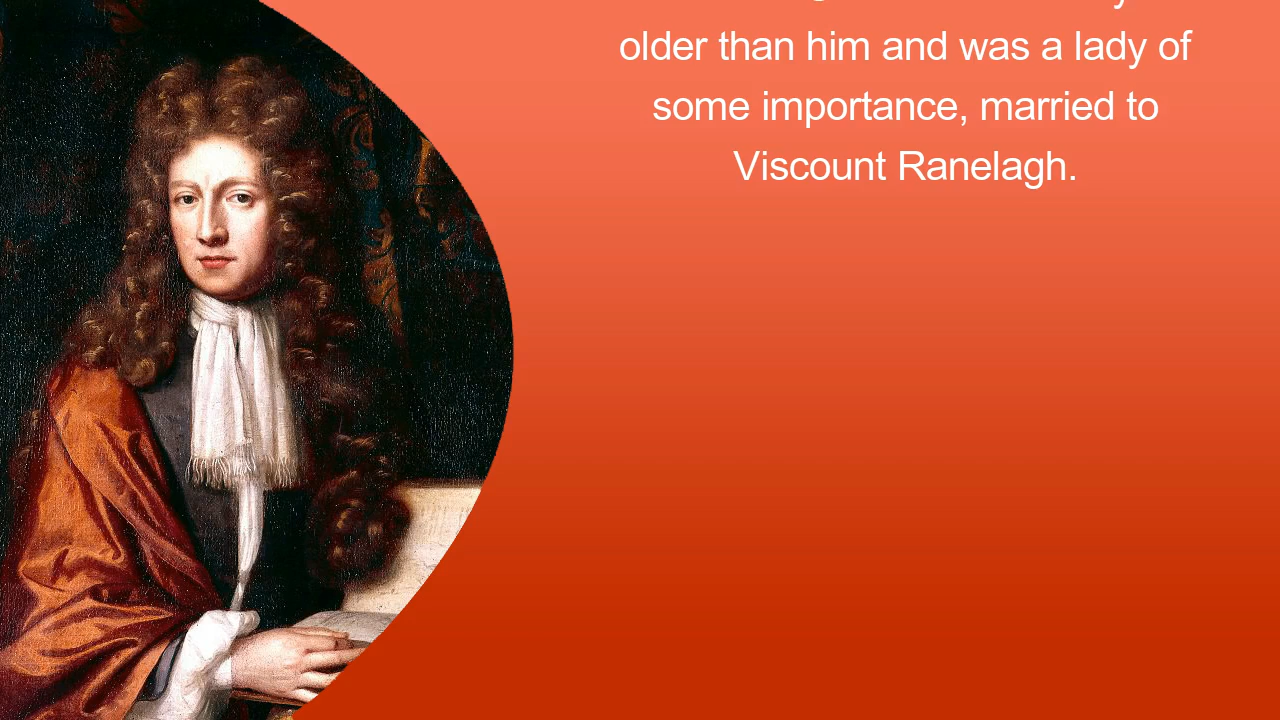 older than him and was a lady of
some importance, married to
Viscount Ranelagh.